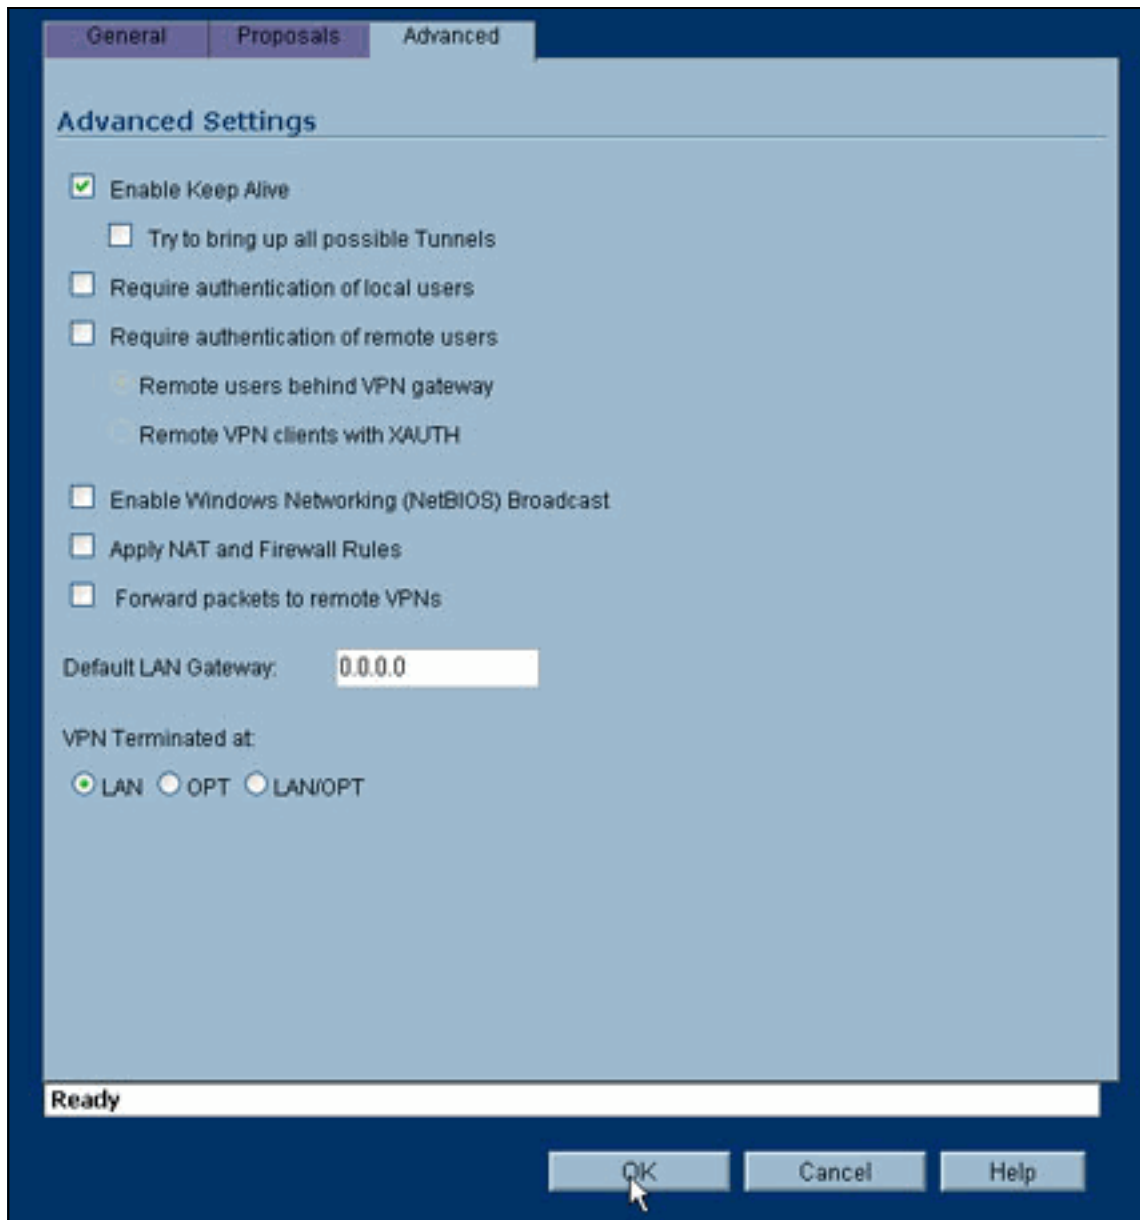 General Proposals Advanced
Advanced Settings
Enable Keep Alive
Try to bring up all possible Tunnels
Require authentication of local users
Require authentication of remote users
Remote users behind VPN gateway
Remote VPN clients with XAUTH
Enable Windows Networking (NetBIOS) Broadcast
Apply NAT and Firewall Rules
Forward packets to remote VPNs
Default LAN Gateway: 0.0.0.0
VPN Terminated at:
LAN OPT LAN/OPT
Ready
OK Cancel Help